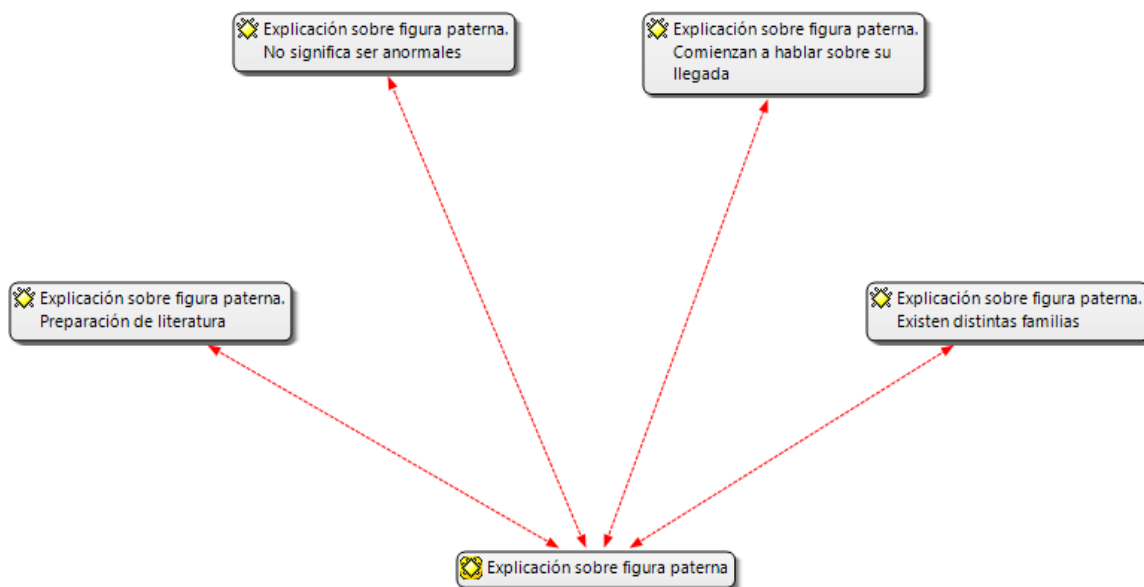 Explicación sobre figura paterna.
No significa ser anormales
Explicación sobre figura paterna.
Comienzan a hablar sobre su
llegada
Explicación sobre figura paterna.
Preparación de literatura
Explicación sobre figura paterna.
Existen distintas familias
Explicación sobre figura paterna